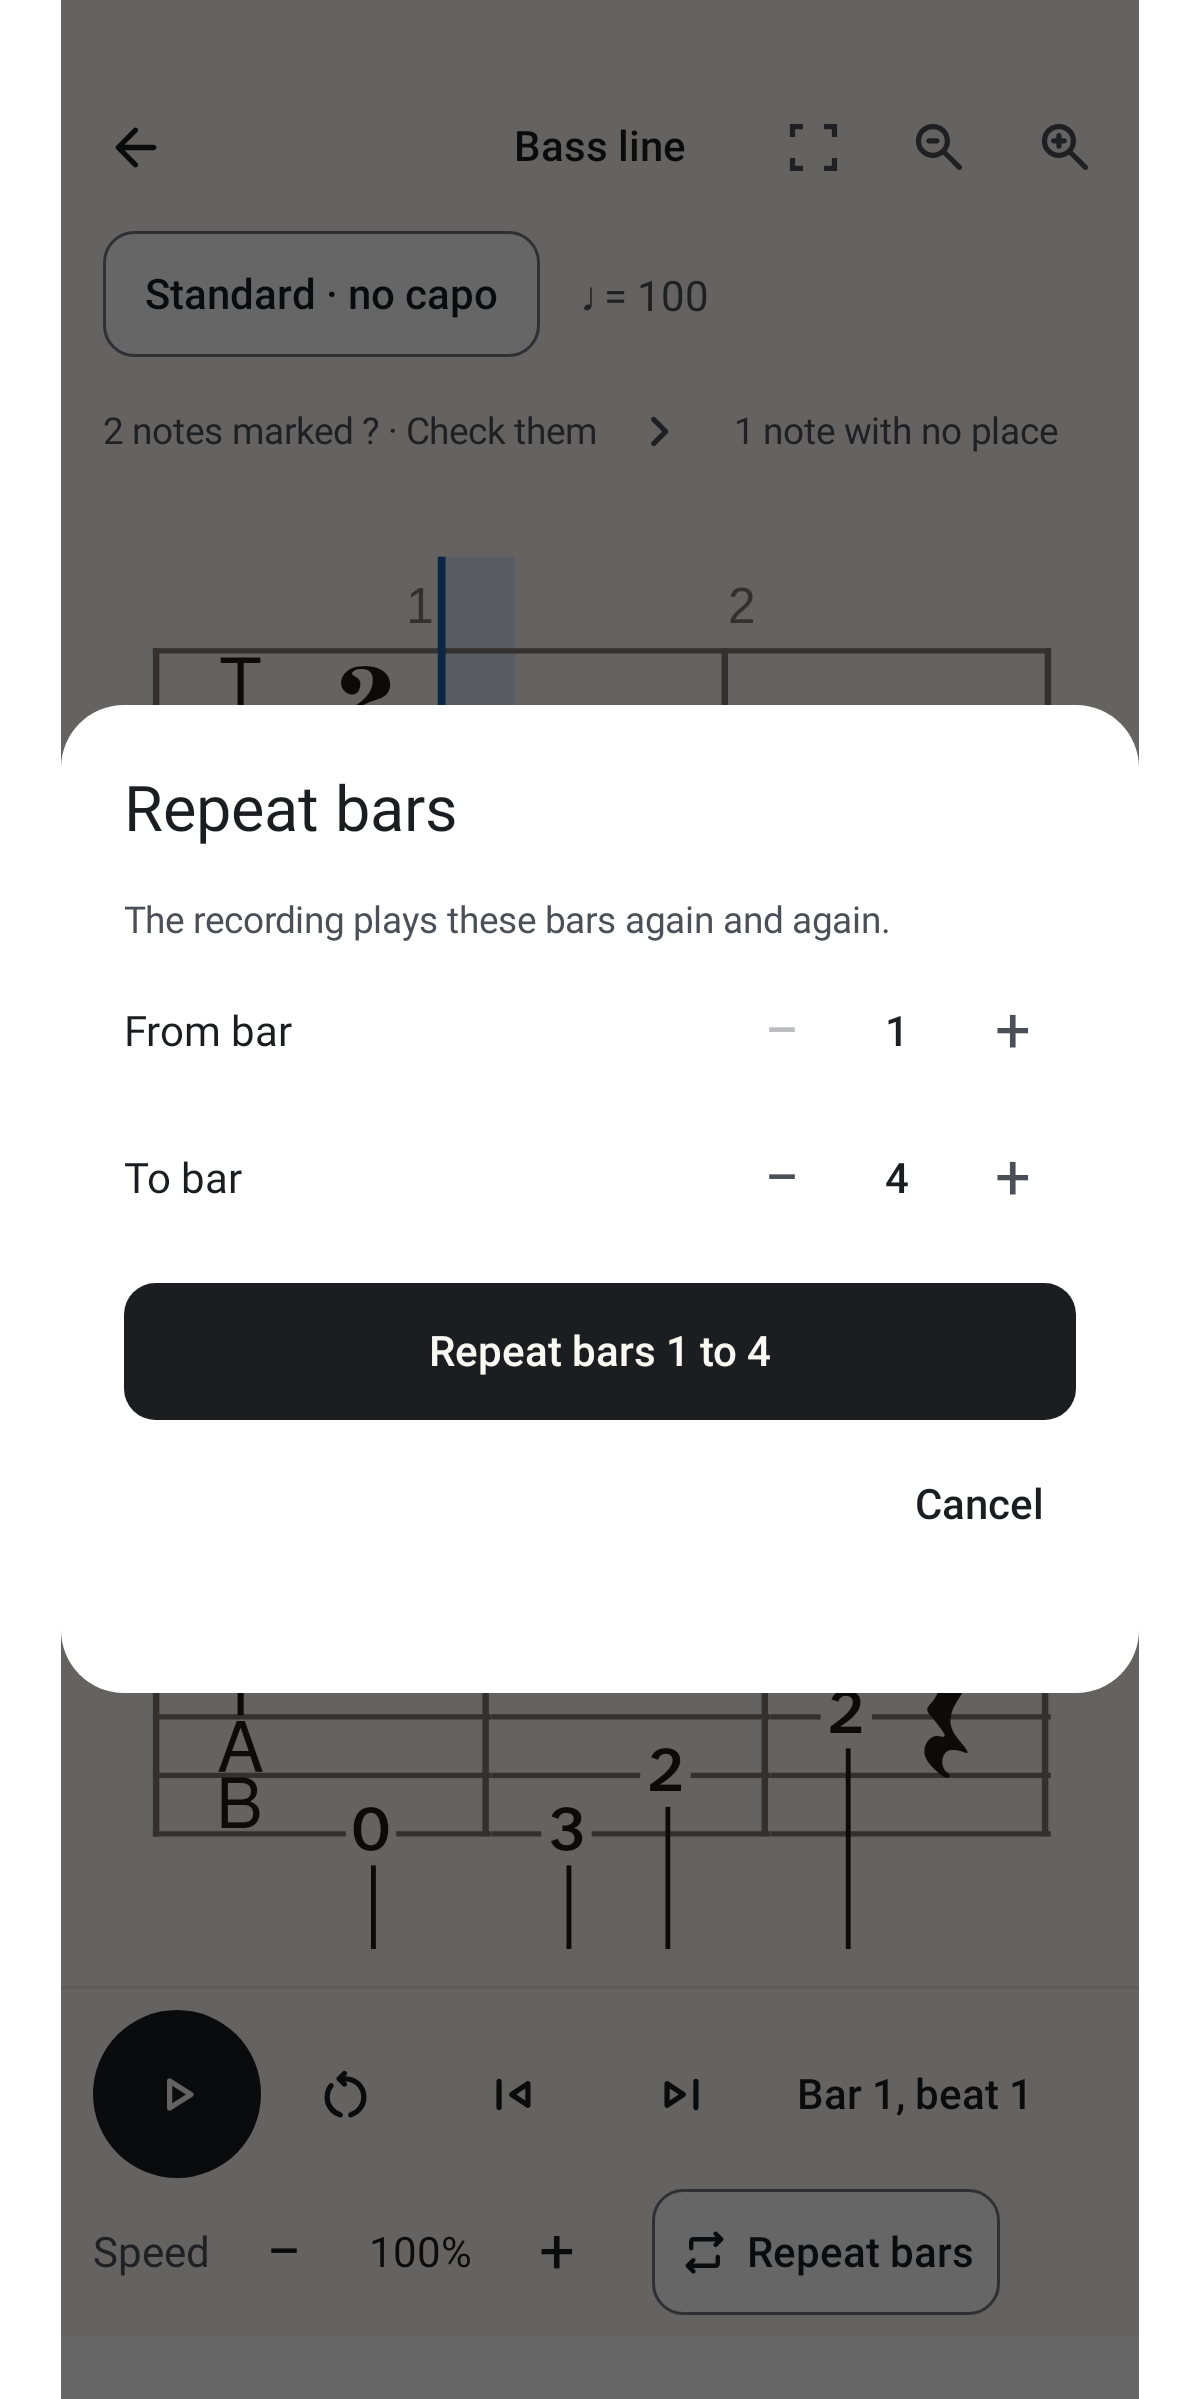 Bass line
Standard · no capo
♩ = 100
2 notes marked ? · Check them
1 note with no place
1 2
T
Repeat bars
The recording plays these bars again and again.
From bar − 1 +
To bar − 4 +
Repeat bars 1 to 4
Cancel
2
A
2
B
0 3
Bar 1, beat 1
Speed − 100% +
Repeat bars